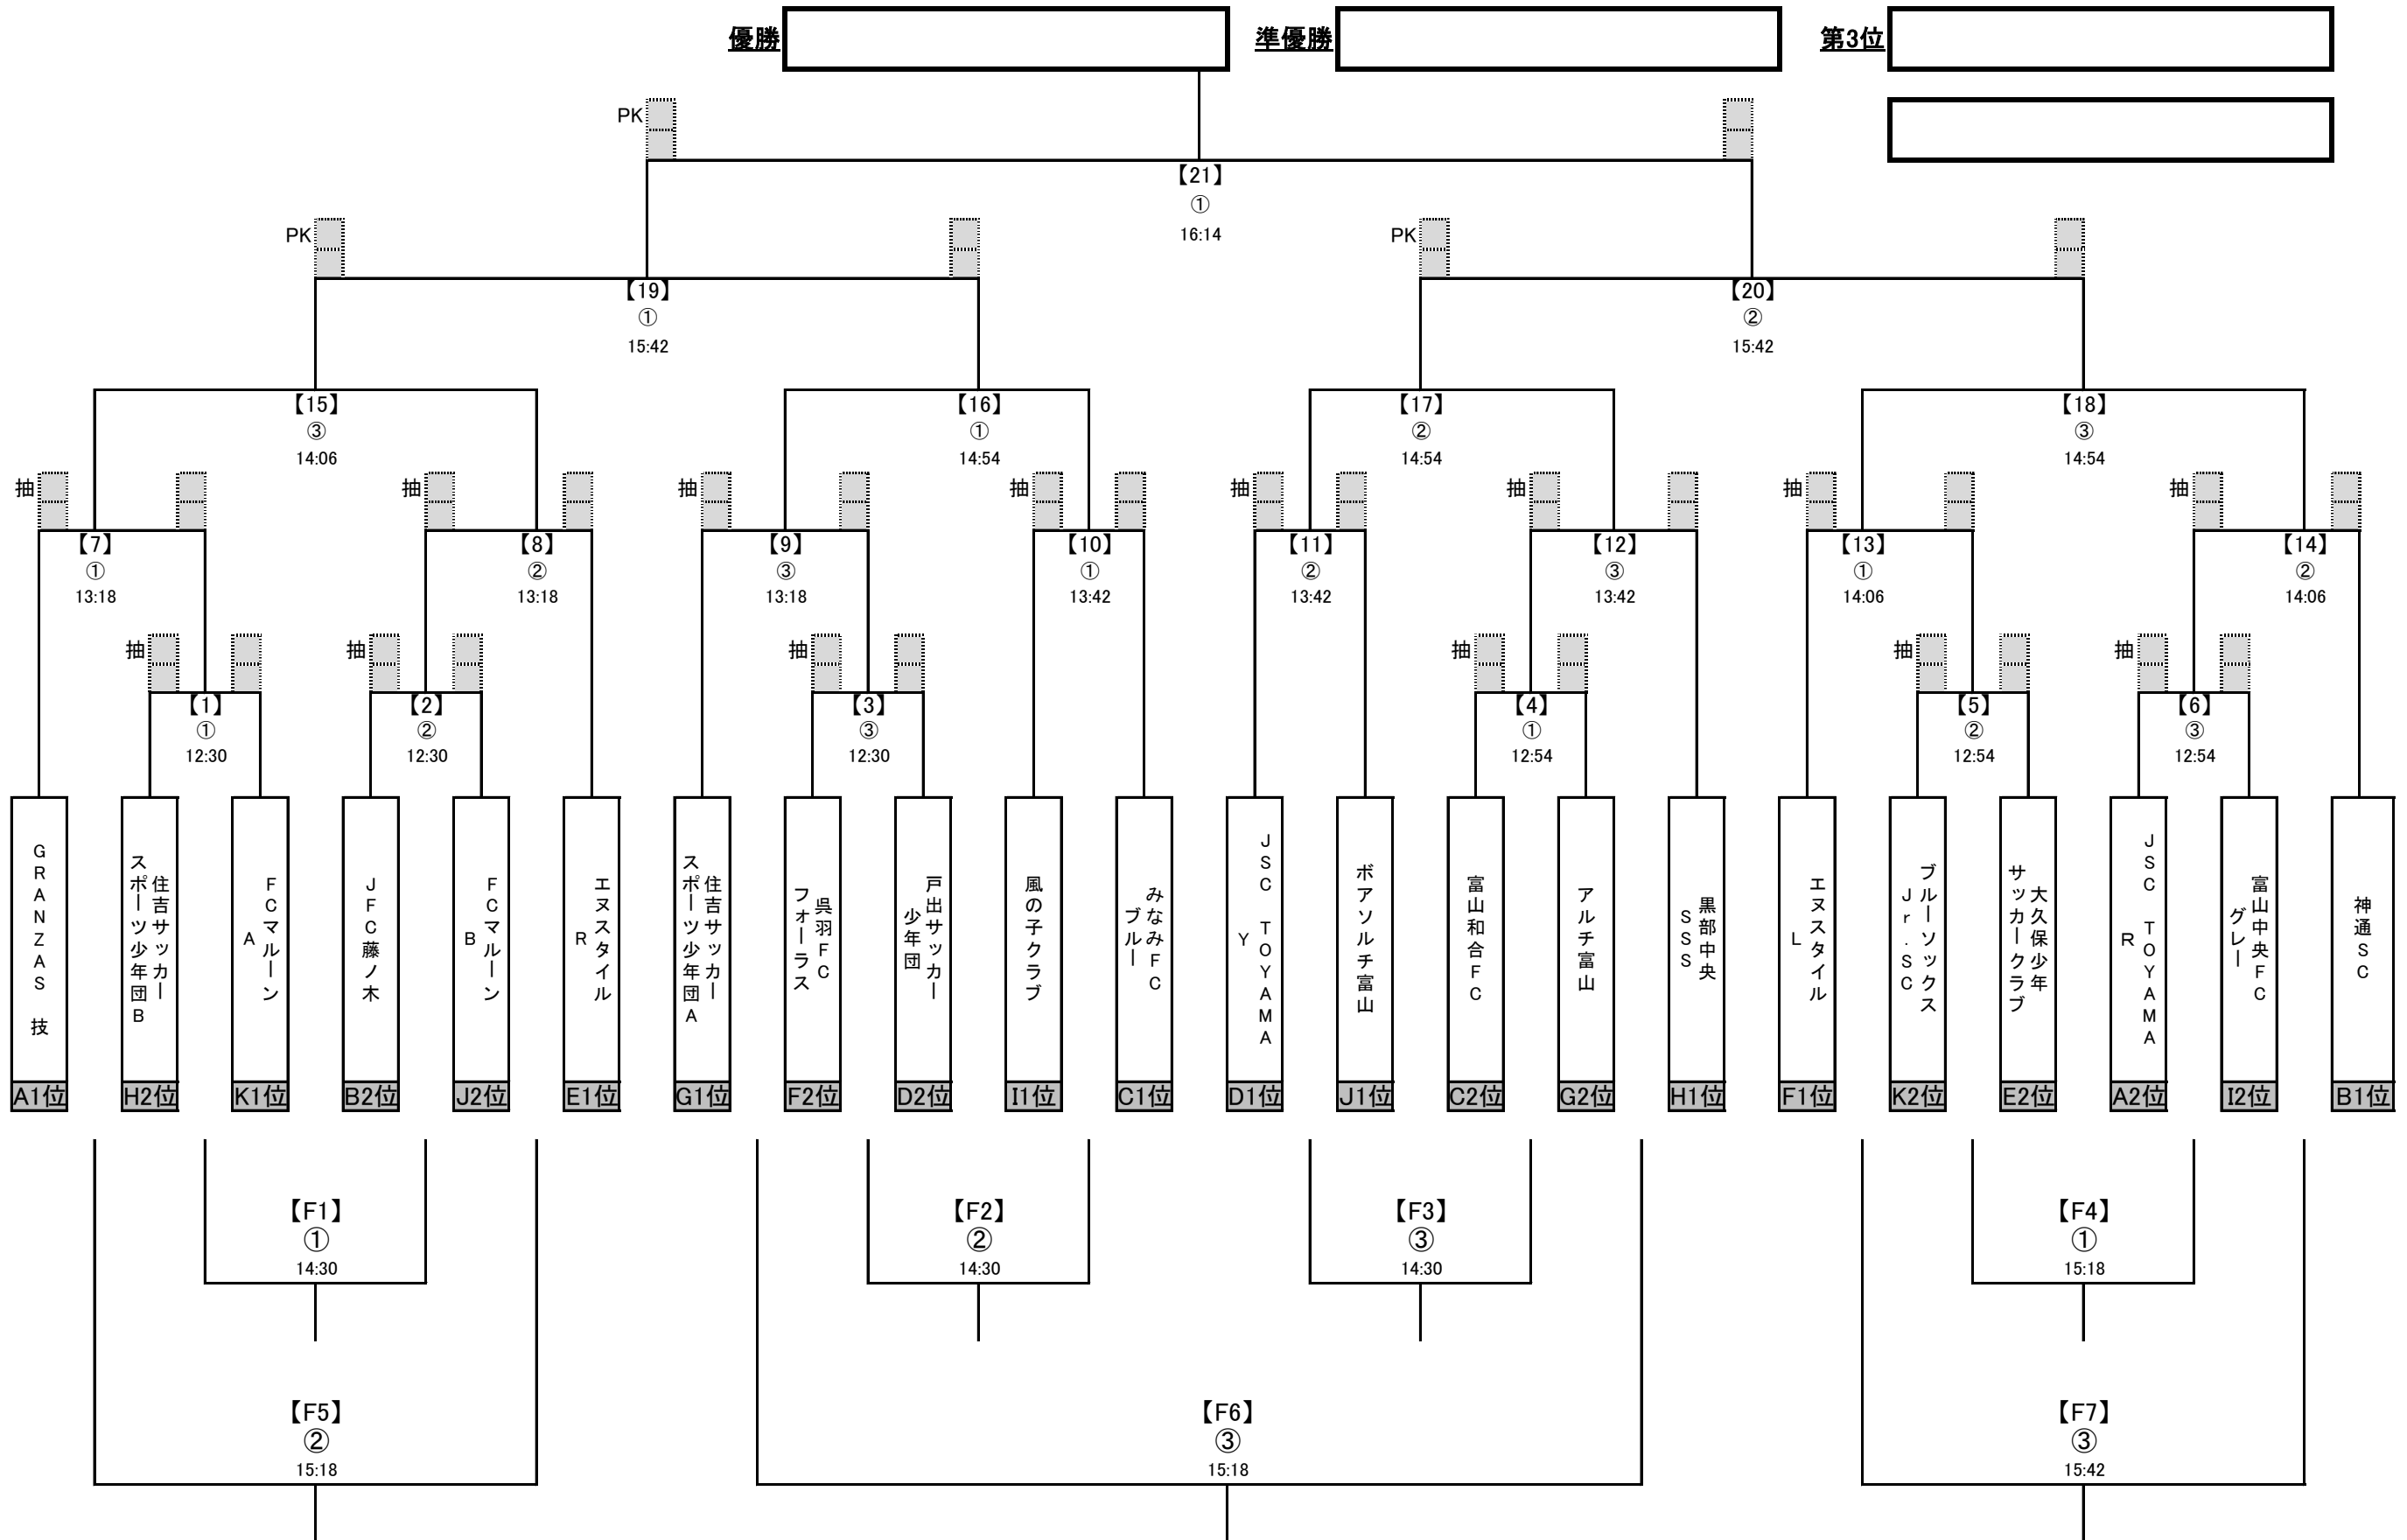 優勝
準優勝
第3位
PK
【21】
①
16:14
PK
PK
【19】
①
15:42
【20】
②
15:42
【15】
③
14:06
【16】
①
14:54
【17】
②
14:54
【18】
③
14:54
抽
抽
抽
抽
抽
抽
抽
抽
【7】
①
13:18
【8】
②
13:18
【9】
③
13:18
【10】
①
13:42
【11】
②
13:42
【12】
③
13:42
【13】
①
14:06
【14】
②
14:06
抽
抽
抽
抽
抽
抽
【1】
①
12:30
【2】
②
12:30
【3】
③
12:30
【4】
①
12:54
【5】
②
12:54
【6】
③
12:54
GRANZAS 技
住吉サッカー
スポーツ少年団B
FCマルーン
A
JFC藤ノ木
FCマルーン
B
エヌスタイル
R
住吉サッカー
スポーツ少年団A
呉羽FC
フォーラス
戸出サッカー
少年団
風の子クラブ
みなみFC
ブルー
JSC TOYAMA
Y
ボアソルチ富山
富山和合FC
アルチ富山
黒部中央
SSS
エヌスタイル
L
ブルーソックス
Jr.SC
大久保少年
サッカークラブ
JSC TOYAMA
R
富山中央FC
グレー
神通SC
A1位
H2位
K1位
B2位
J2位
E1位
G1位
F2位
D2位
I1位
C1位
D1位
J1位
C2位
G2位
H1位
F1位
K2位
E2位
A2位
I2位
B1位
【F1】
①
14:30
【F2】
②
14:30
【F3】
③
14:30
【F4】
①
15:18
【F5】
②
15:18
【F6】
③
15:18
【F7】
③
15:42